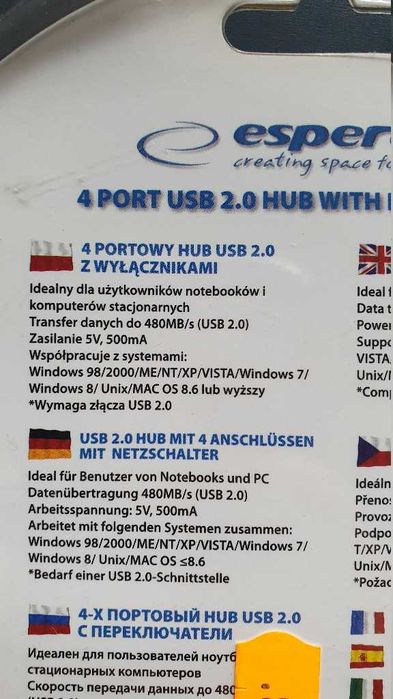 esper
creating space fo
4 PORT USB 2.0 HUB WITH
4 PORTOWY HUB USB 2.0
Z WYŁĄCZNIKAMI
Idealny dla użytkowników notebooków i
komputerów stacjonarnych
Transfer danych do 480MB/s (USB 2.0)
Zasilanie 5V, 500mA
Współpracuje z systemami:
Windows 98/2000/ME/NT/XP/VISTA/Windows 7/
Windows 8/ Unix/MAC OS 8.6 lub wyższy
*Wymaga złącza USB 2.0
Ideal f
Data t
Power
Suppo
VISTA
Unix/
*Comp
USB 2.0 HUB MIT 4 ANSCHLÜSSEN
MIT NETZSCHALTER
Ideal für Benutzer von Notebooks und PC
Datenübertragung 480MB/s (USB 2.0)
Arbeitsspannung: 5V, 500mA
Arbeitet mit folgenden Systemen zusammen:
Windows 98/2000/ME/NT/XP/VISTA/Windows 7/
Windows 8/ Unix/MAC OS ≤8.6
*Bedarf einer USB 2.0-Schnittstelle
Ideáln
Přeno
Provoz
Podpo
T/XP/V
Unix/M
*Požad
4-Х ПОРТОВЫЙ HUB USB 2.0
С ПЕРЕКЛЮЧАТЕЛИ
Идеален для пользователей ноутб
стационарных компьютеров
Скорость передачи данных до 480